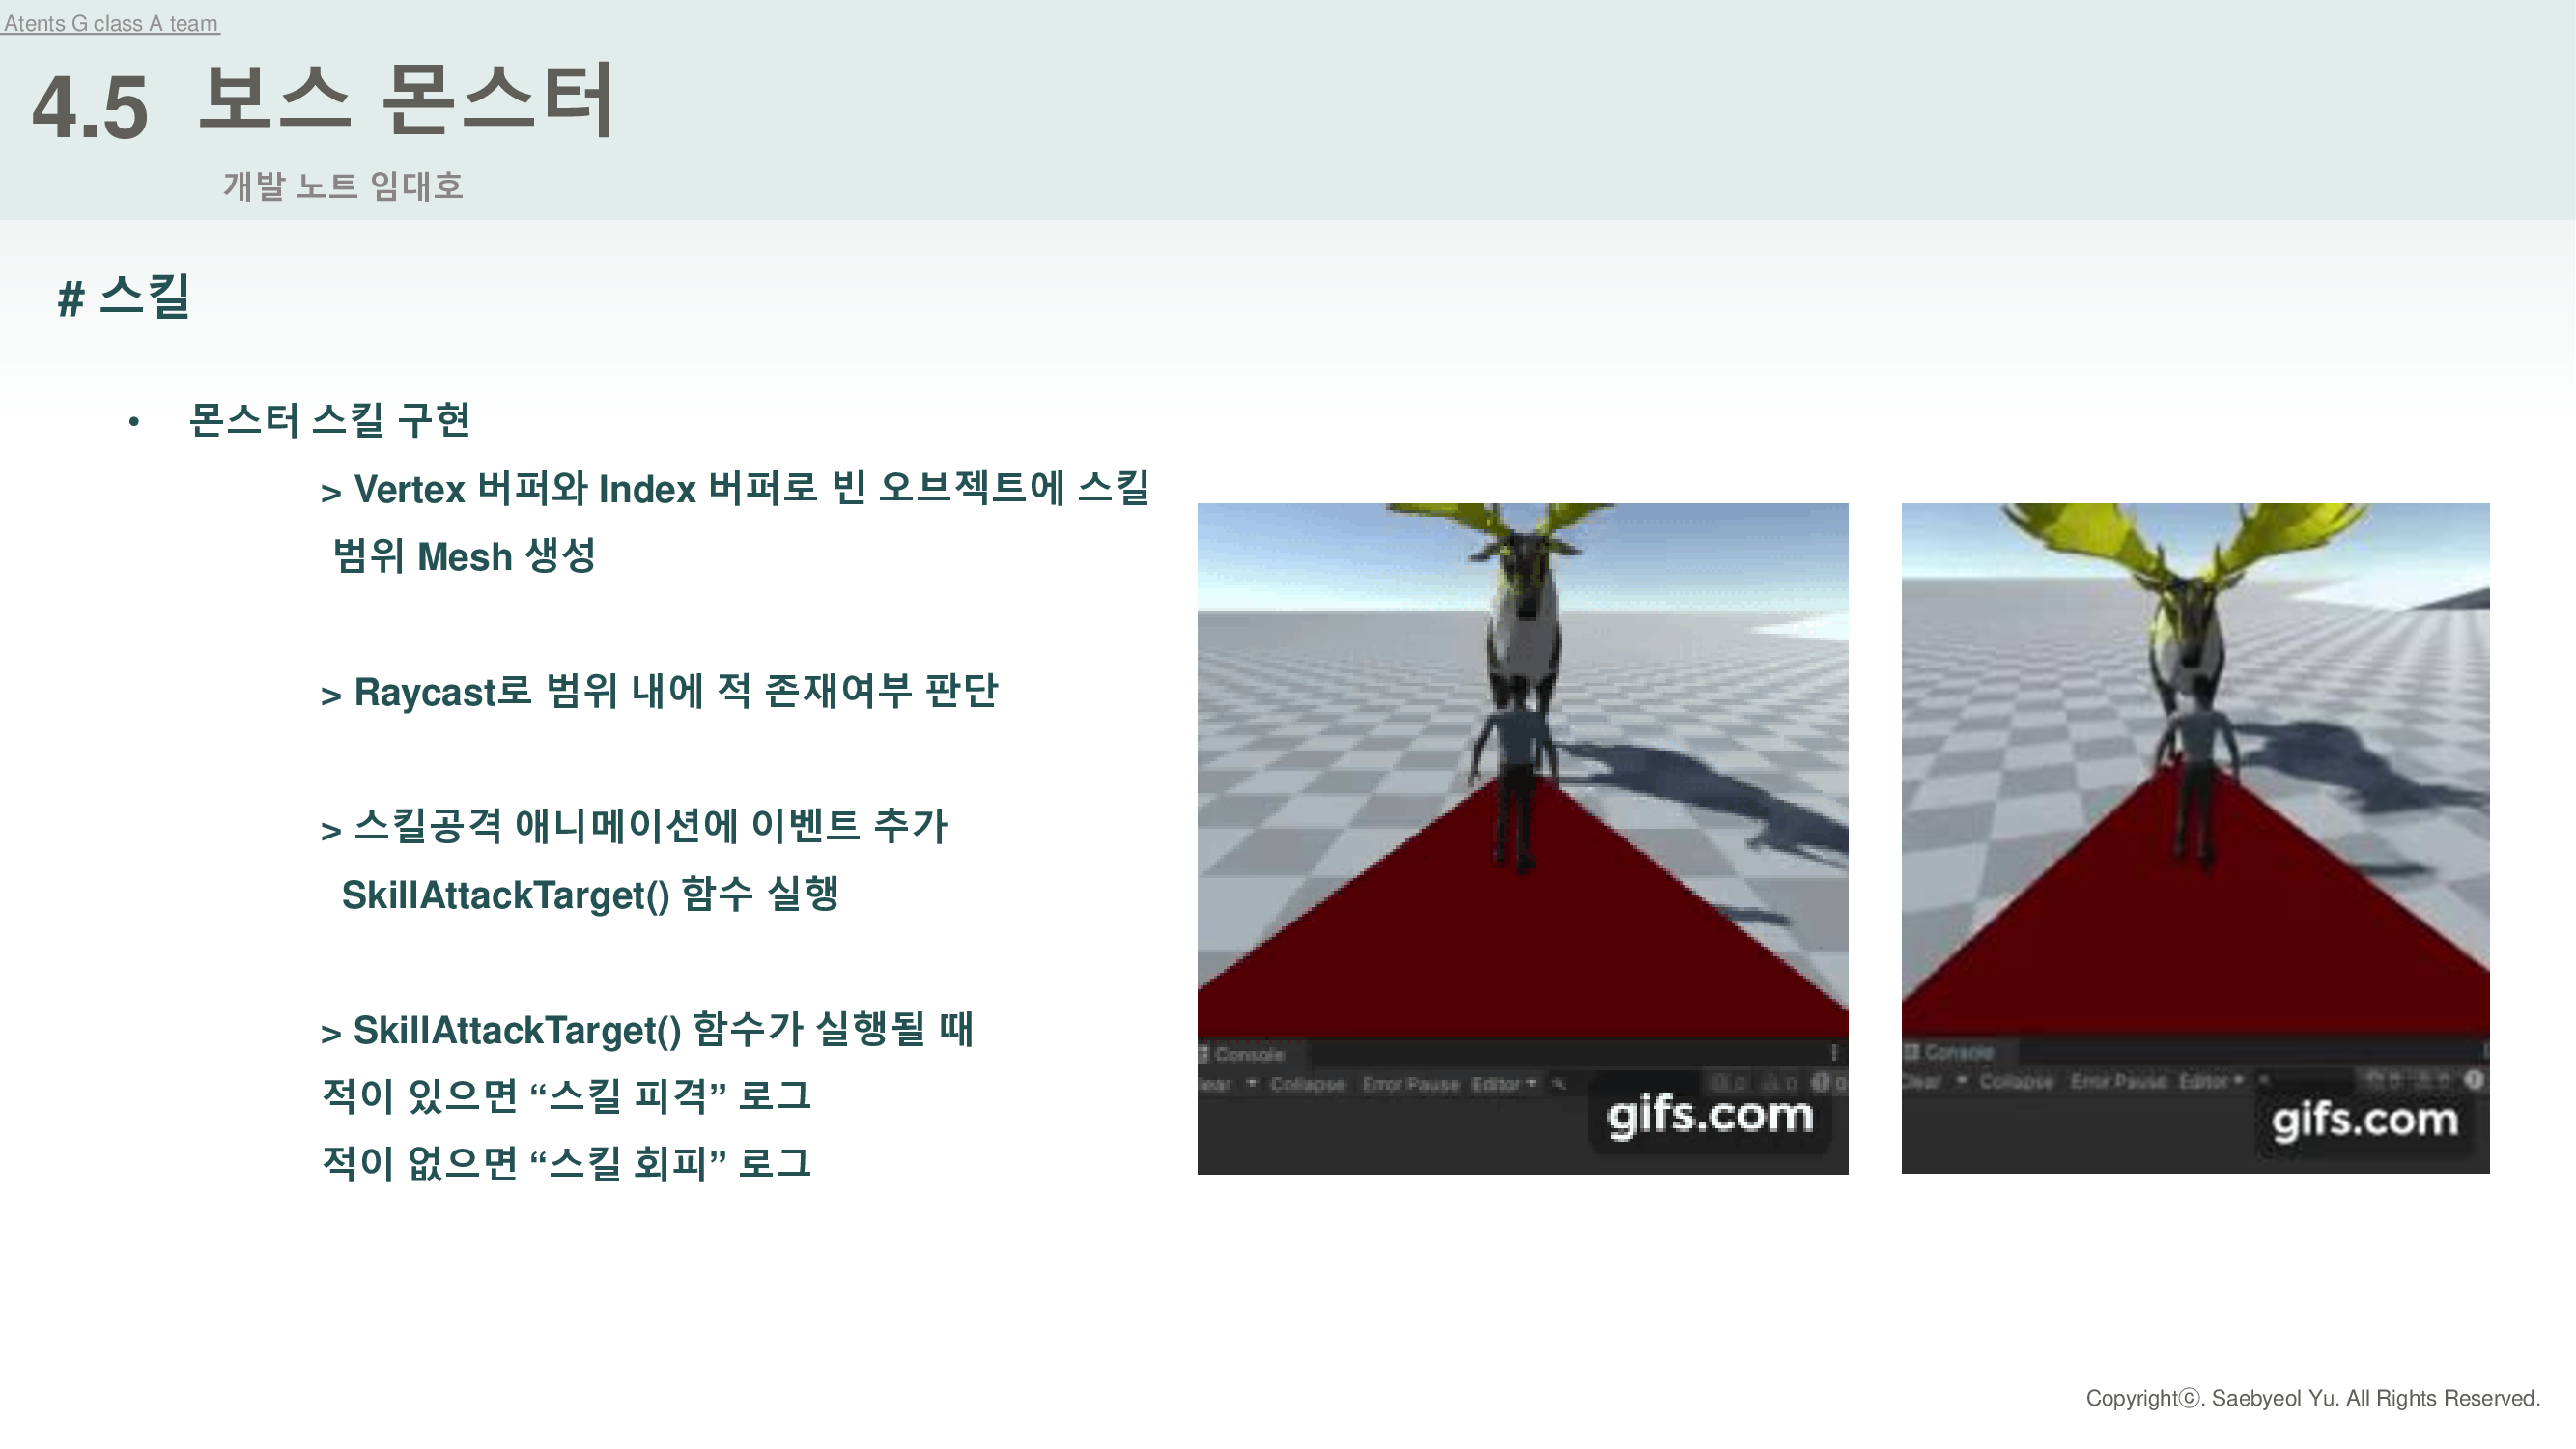 Atents G class A team
4.5 보스 몬스터
개발 노트 임대호
# 스킬
• 몬스터 스킬 구현
> Vertex 버퍼와 Index 버퍼로 빈 오브젝트에 스킬
범위 Mesh 생성
> Raycast로 범위 내에 적 존재여부 판단
> 스킬공격 애니메이션에 이벤트 추가
SkillAttackTarget() 함수 실행
> SkillAttackTarget() 함수가 실행될 때
적이 있으면 “스킬 피격” 로그
적이 없으면 “스킬 회피” 로그
Console
Collapse Error Pause Editor
gifs.com
Console
Clear Collapse Error Pause Editor
gifs.com
Copyrightⓒ. Saebyeol Yu. All Rights Reserved.